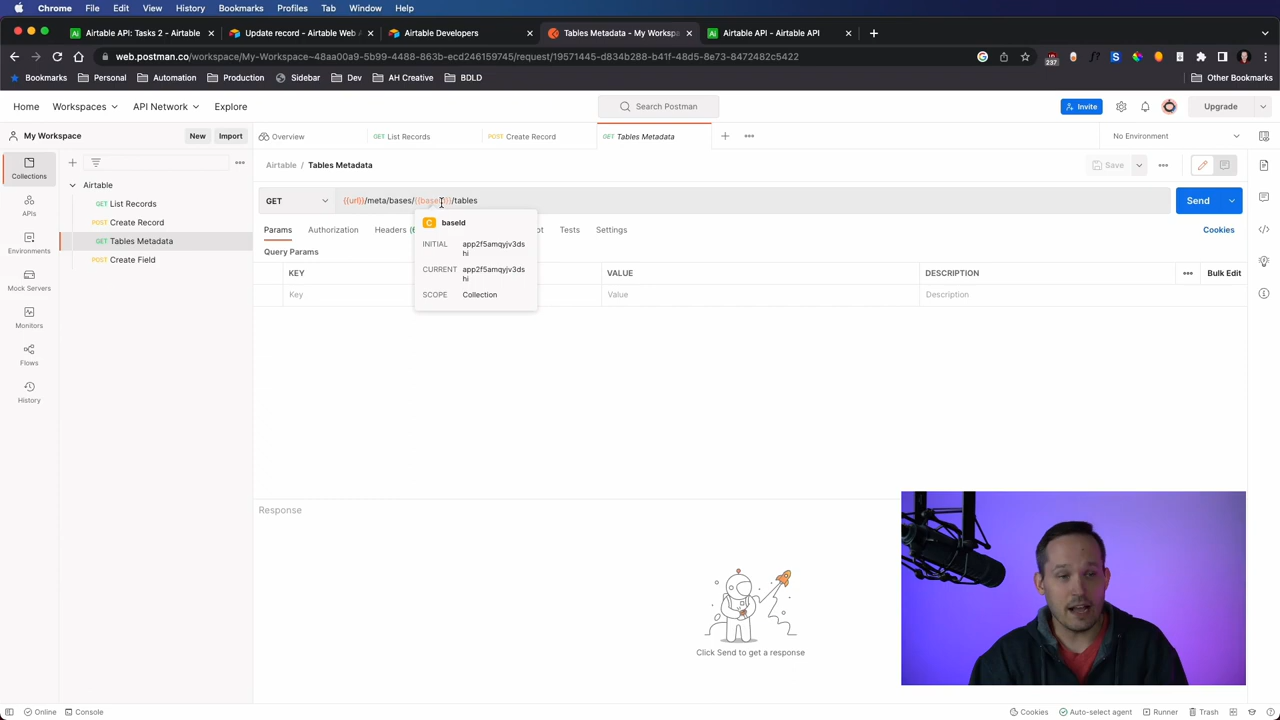 Chrome File Edit View History Bookmarks Profiles Tab Window Help
Airtable API: Tasks 2 - Airtable
Update record - Airtable Web A
Airtable Developers
Tables Metadata - My Workspa
Airtable API - Airtable API
web.postman.co/workspace/My-Workspace~48aa00a9-5b99-4488-863b-ecd246159745/request/19571445-d834b288-b41f-48d5-8e73-8472482c5422
237
Bookmarks Personal Automation Production Sidebar Dev AH Creative BDLD Other Bookmarks
Home Workspaces API Network Explore Search Postman Invite Upgrade
My Workspace New Import Overview GET List Records POST Create Record GET Tables Metadata No Environment
Collections
APIs
Environments
Mock Servers
Monitors
Flows
History
Airtable
GET List Records
POST Create Record
GET Tables Metadata
POST Create Field
Airtable / Tables Metadata Save
GET {{url}}/meta/bases/{{baseId}}/tables Send
Params Authorization Headers Tests Settings Cookies
Query Params
KEY VALUE DESCRIPTION Bulk Edit
Key Value Description
C baseId
INITIAL app2f5amqyjv3ds
hi
CURRENT app2f5amqyjv3ds
hi
SCOPE Collection
Response
Click Send to get a response
Online Console Cookies Auto-select agent Runner Trash